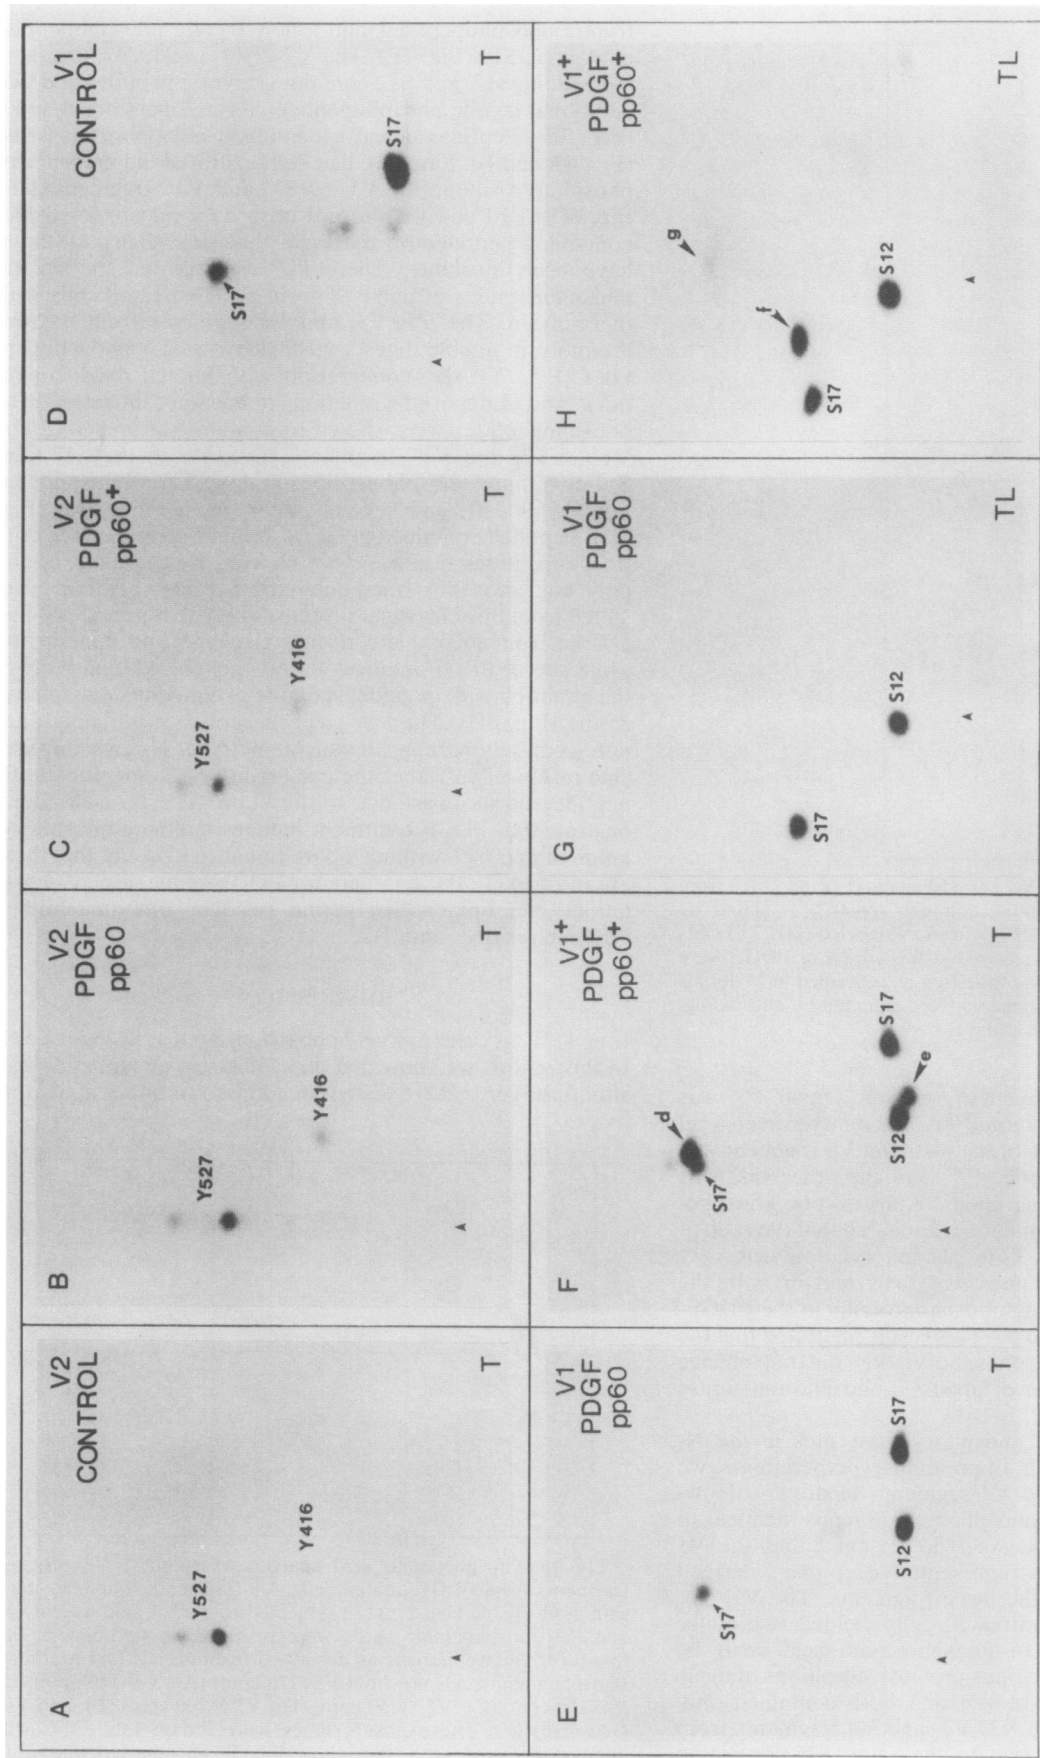 A
V2
CONTROL
Y527
Y416
T
B
V2
PDGF
pp60
Y527
Y416
T
C
V2
PDGF
pp60+
Y527
Y416
T
D
V1
CONTROL
S17
S17
T
E
V1
PDGF
pp60
S17
S12
S17
T
F
V1+
PDGF
pp60+
d
S17
S12
e
S17
T
G
V1
PDGF
pp60
S17
S12
TL
H
V1+
PDGF
pp60+
g
f
S17
S12
TL